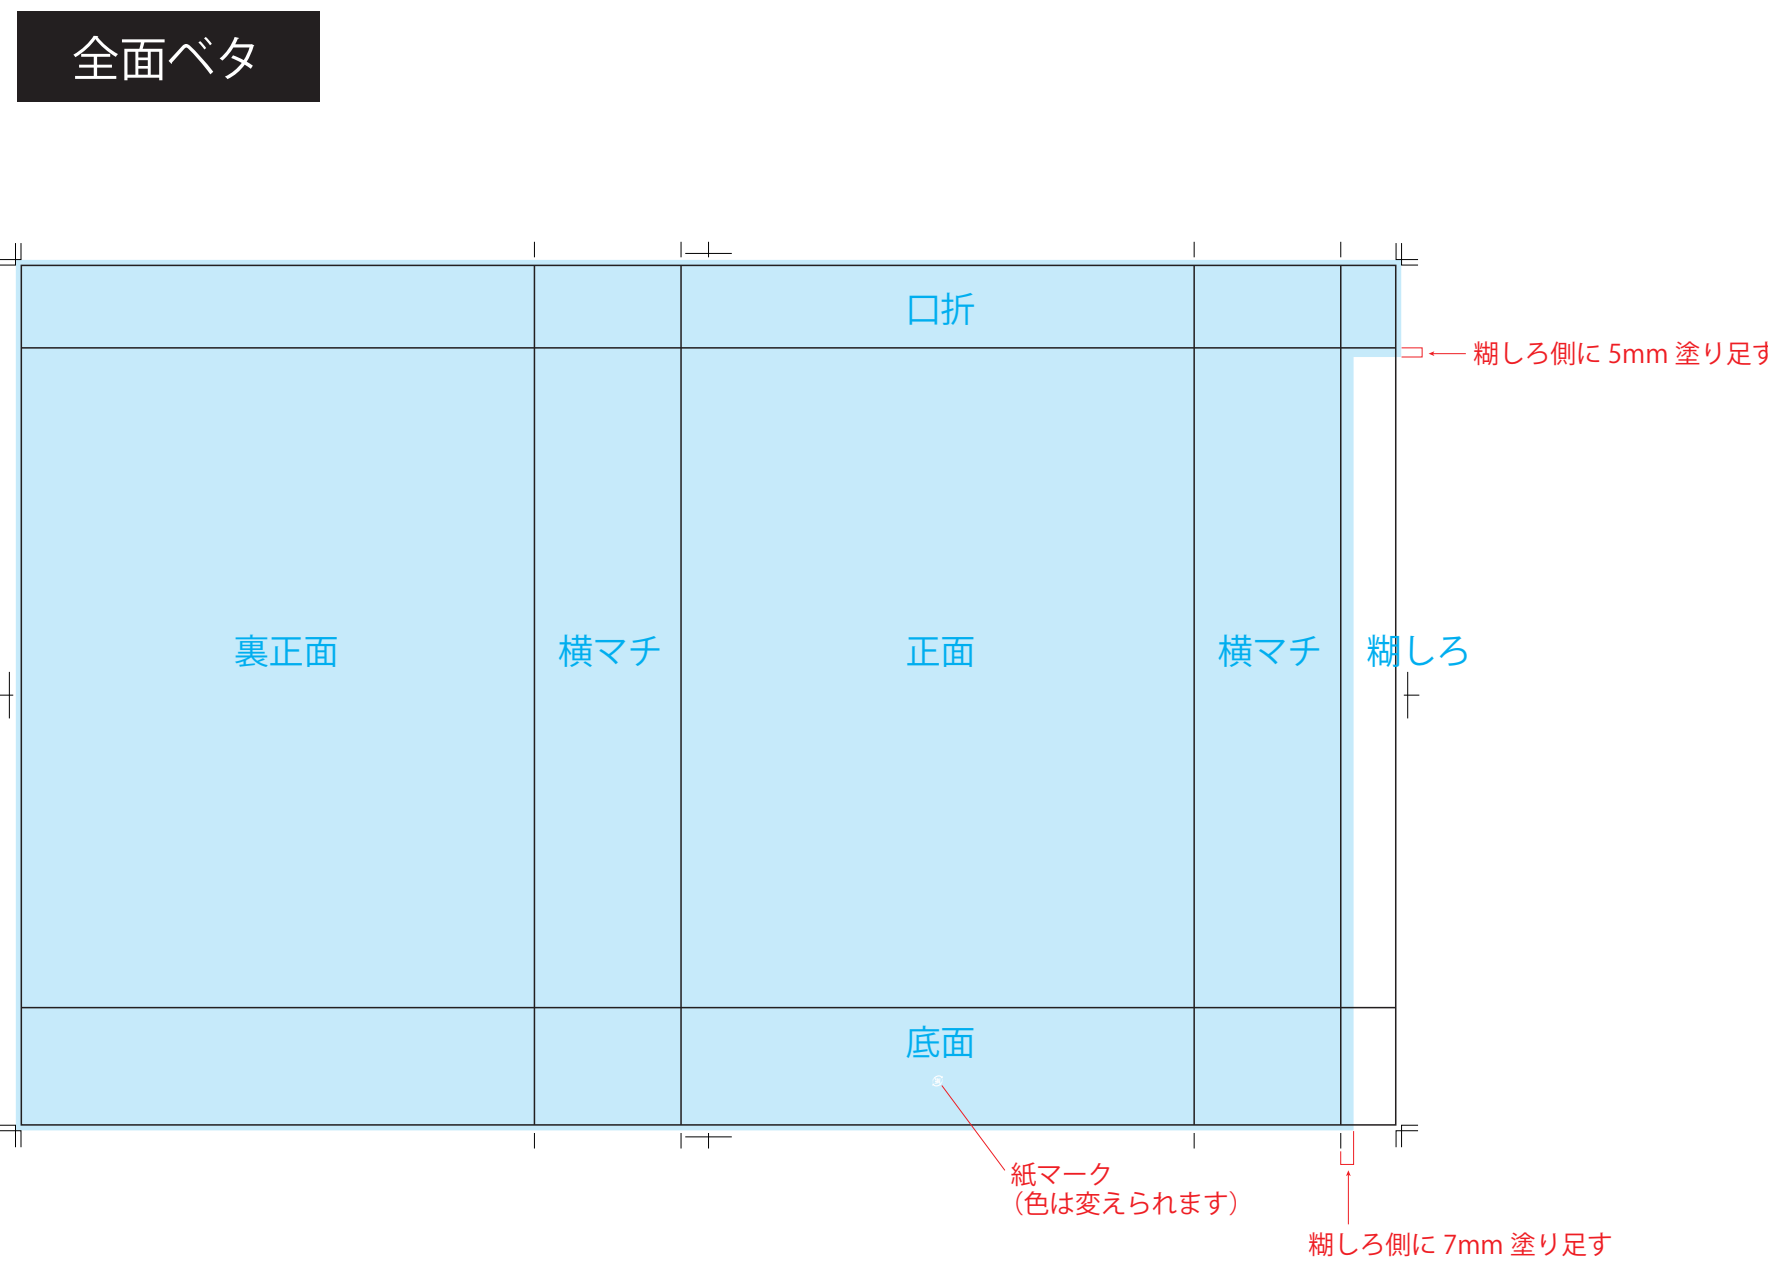 全面ベタ
口折
糊しろ側に 5mm 塗り足す
裏正面
横マチ
正面
横マチ
糊しろ
底面
紙マーク
（色は変えられます）
糊しろ側に 7mm 塗り足す